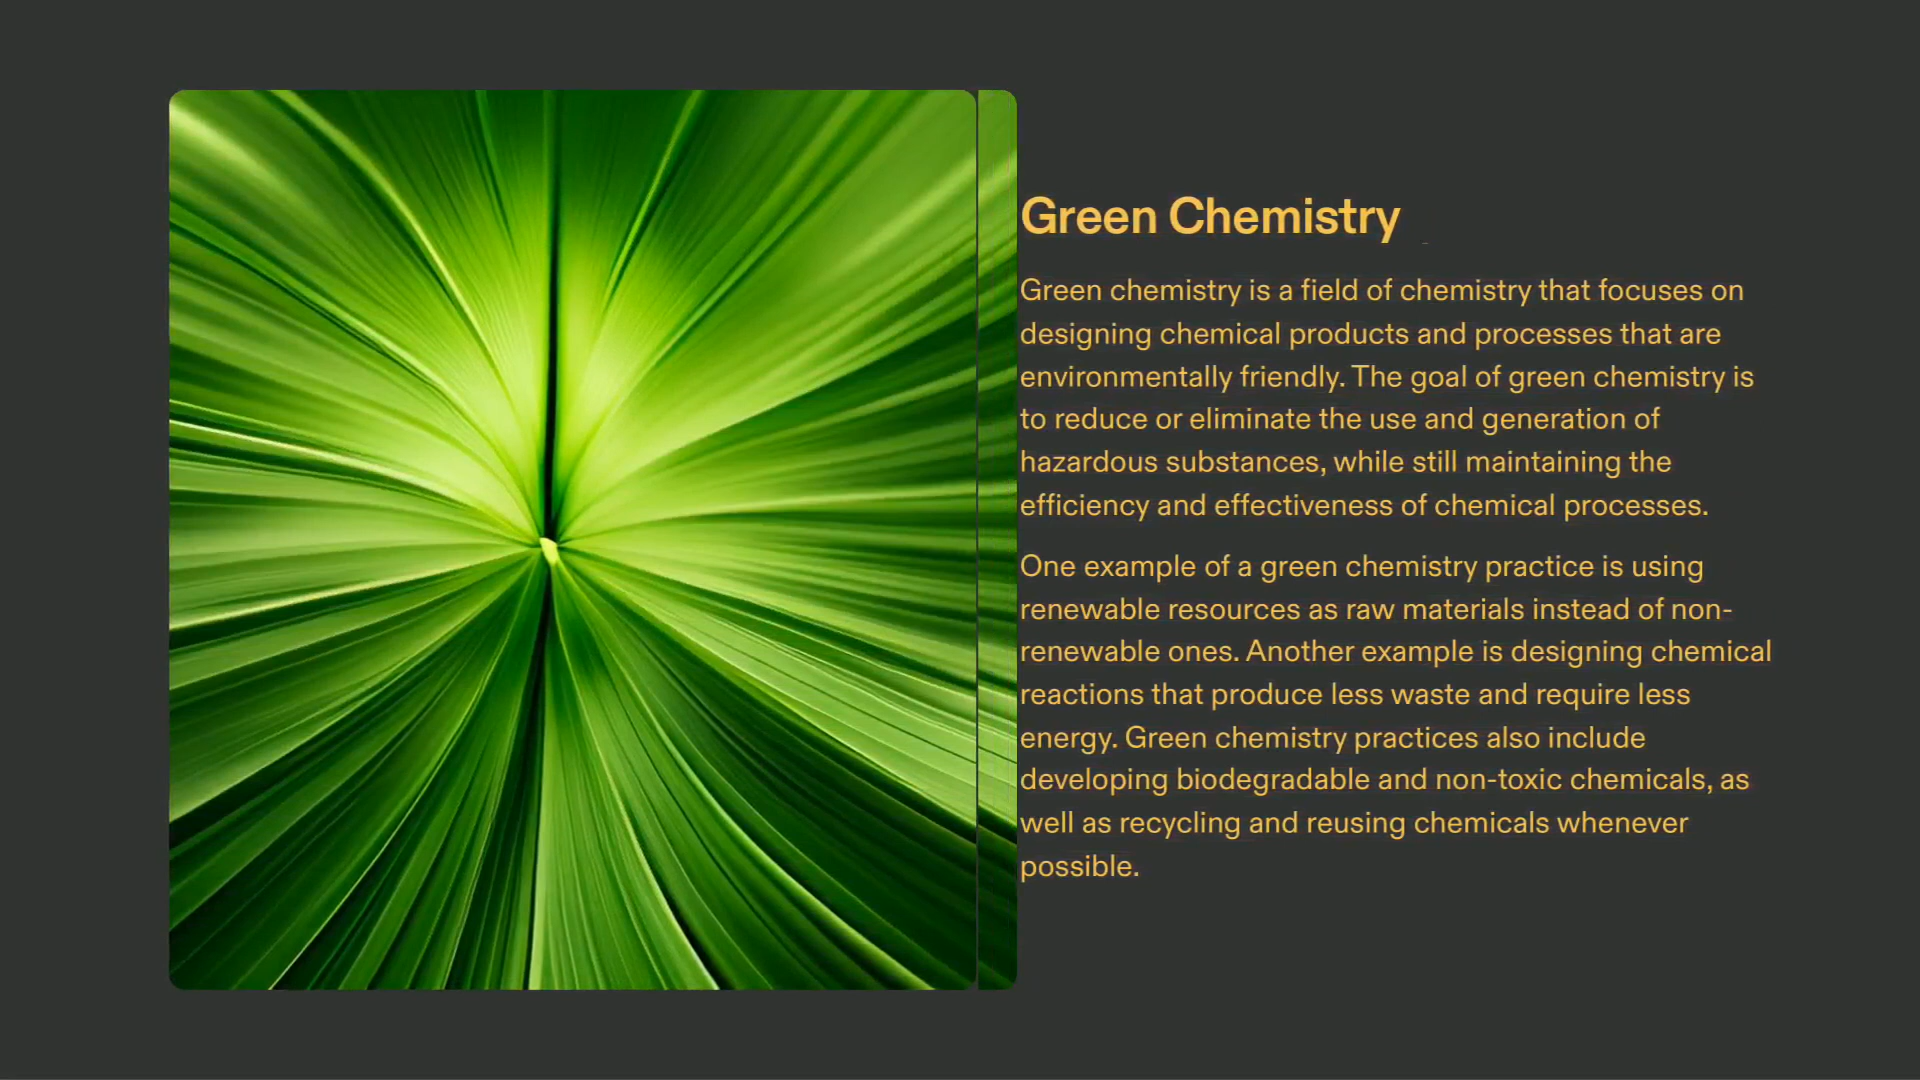 Green Chemistry
Green chemistry is a field of chemistry that focuses on
designing chemical products and processes that are
environmentally friendly. The goal of green chemistry is
to reduce or eliminate the use and generation of
hazardous substances, while still maintaining the
efficiency and effectiveness of chemical processes.
One example of a green chemistry practice is using
renewable resources as raw materials instead of non-
renewable ones. Another example is designing chemical
reactions that produce less waste and require less
energy. Green chemistry practices also include
developing biodegradable and non-toxic chemicals, as
well as recycling and reusing chemicals whenever
possible.